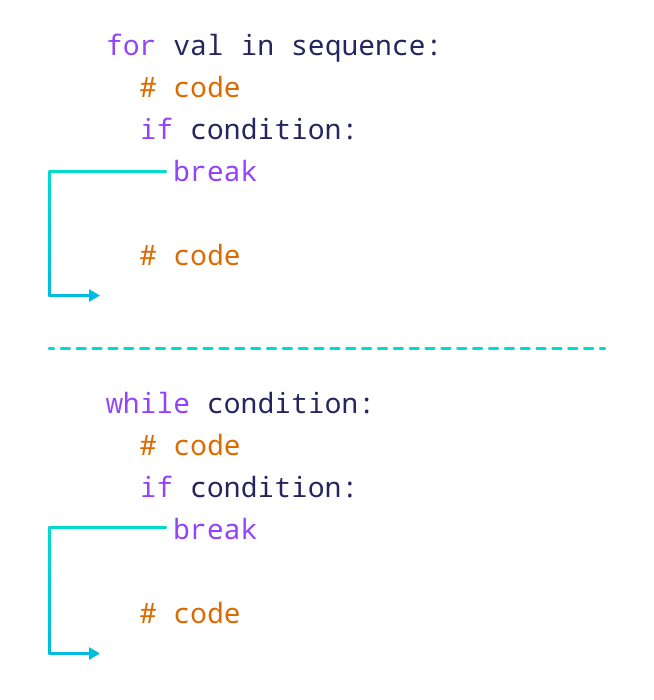 for val in sequence:
# code
if condition:
break
# code
while condition:
# code
if condition:
break
# code